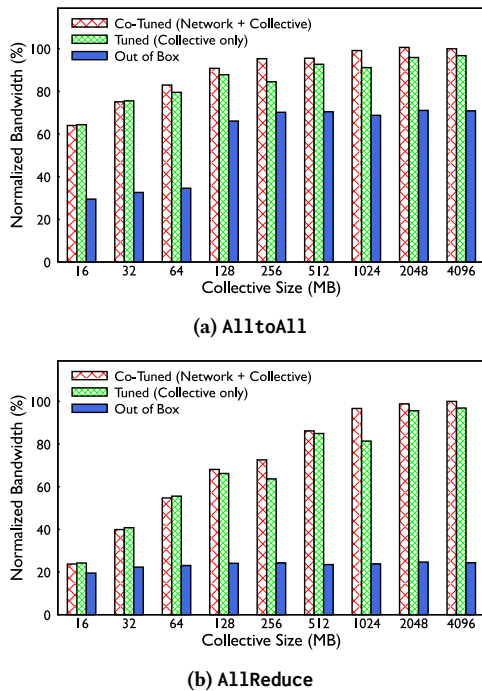 Co-Tuned (Network + Collective)
Tuned (Collective only)
Out of Box
Normalized Bandwidth (%)
100
80
60
40
20
0
16 32 64 128 256 512 1024 2048 4096
Collective Size (MB)
(a) AlltoAll
Co-Tuned (Network + Collective)
Tuned (Collective only)
Out of Box
Normalized Bandwidth (%)
100
80
60
40
20
0
16 32 64 128 256 512 1024 2048 4096
Collective Size (MB)
(b) AllReduce